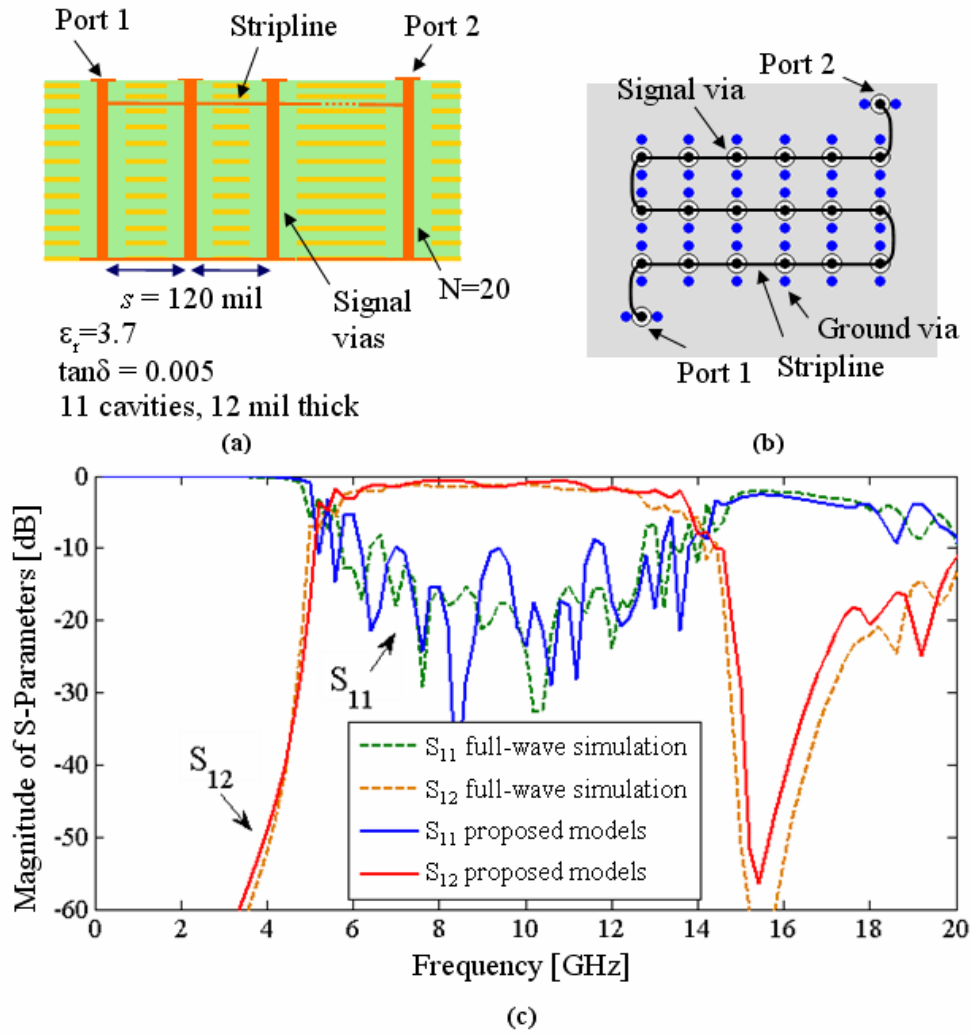 Port 1
Stripline
Port 2
s = 120 mil
Signal vias
N=20
εr=3.7
tanδ = 0.005
11 cavities, 12 mil thick
(a)
Port 2
Signal via
Ground via
Port 1
Stripline
(b)
Magnitude of S-Parameters [dB]
0
-10
-20
-30
-40
-50
-60
S11
S12
S11 full-wave simulation
S12 full-wave simulation
S11 proposed models
S12 proposed models
0 2 4 6 8 10 12 14 16 18 20
Frequency [GHz]
(c)